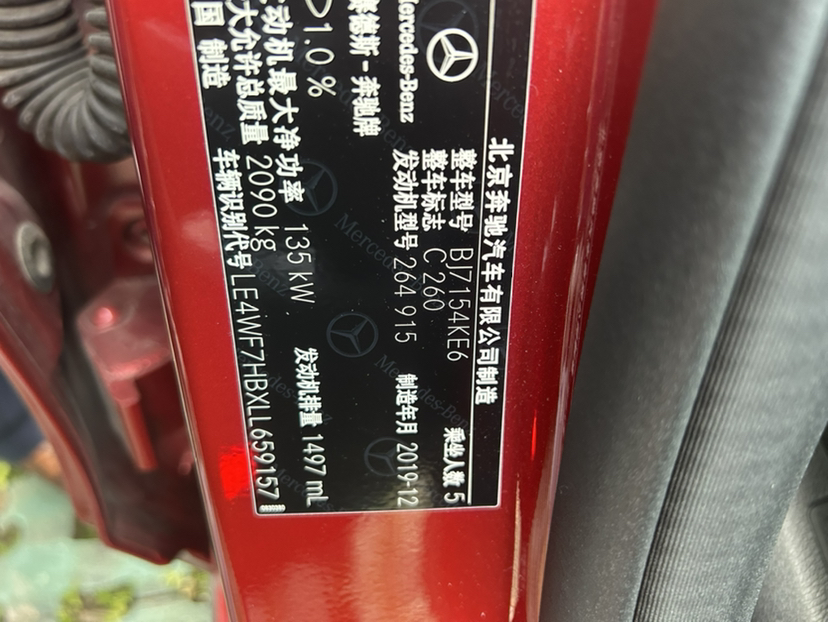 北京奔驰汽车有限公司制造
整车型号 BJ7154KE6 乘坐人数 5
整车标志 C 260
发动机型号 264 915 制造年月 2019-12
Mercedes-Benz
德斯-奔驰牌
1.0 %
动机最大净功率 135 kW 发动机排量 1497 mL
大允许总质量 2090 kg
车辆识别代号 LE4WF7HBXLL659157
国 制造